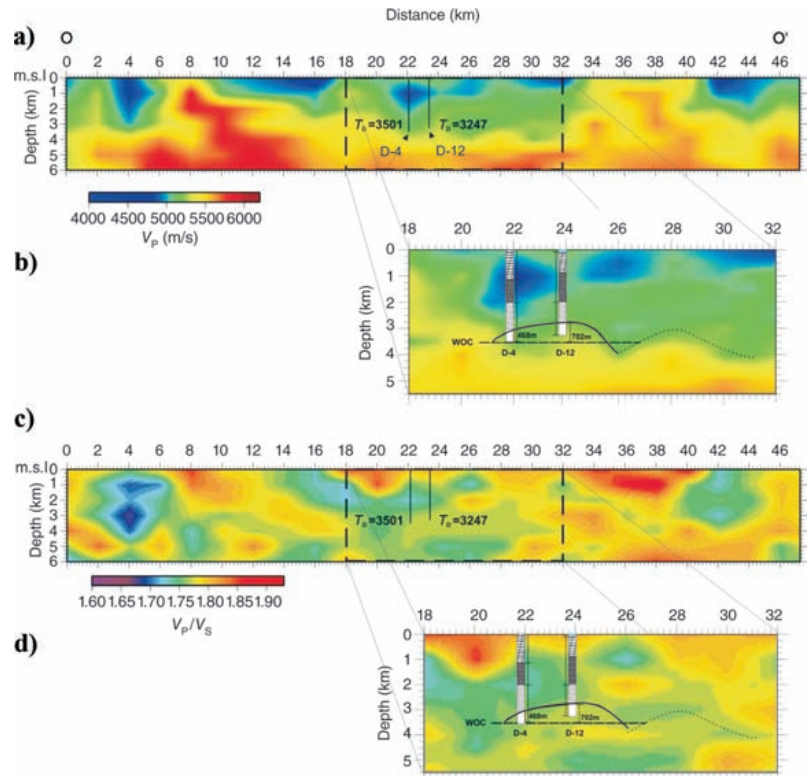 Distance (km)
a) O O'
0 2 4 6 8 10 12 14 16 18 20 22 24 26 28 30 32 34 36 38 40 42 44 46
m.s.l 0
1
2
3
4
5
6
Depth (km)
T_D=3501 T_D=3247
D-4 D-12
4000 4500 5000 5500 6000
V_P (m/s)
b)
18 20 22 24 26 28 30 32
0
1
2
3
4
5
Depth (km)
468m 702m
WOC
D-4 D-12
c)
0 2 4 6 8 10 12 14 16 18 20 22 24 26 28 30 32 34 36 38 40 42 44 46
m.s.l 0
1
2
3
4
5
6
Depth (km)
T_D=3501 T_D=3247
1.60 1.65 1.70 1.75 1.80 1.85 1.90
V_P/V_S
d)
18 20 22 24 26 28 30 32
0
1
2
3
4
5
Depth (km)
468m 702m
WOC
D-4 D-12